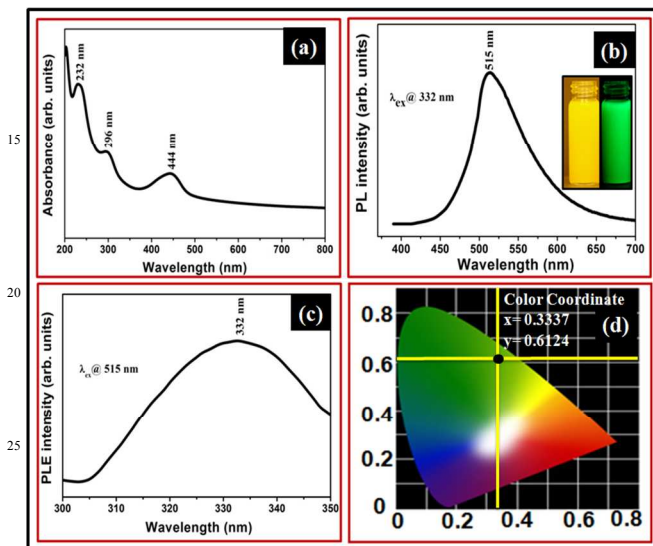 15
20
25
(a)
232 nm
296 nm
444 nm
Absorbance (arb. units)
200 300 400 500 600 700 800
Wavelength (nm)
(b)
515 nm
λex@ 332 nm
PL intensity (arb. units)
400 450 500 550 600 650 700
Wavelength (nm)
(c)
332 nm
λex@ 515 nm
PLE intensity (arb. units)
300 310 320 330 340 350
Wavelength (nm)
Color Coordinate
x= 0.3337
y= 0.6124
(d)
0.8
0.6
0.4
0.2
0
0 0.2 0.4 0.6 0.8